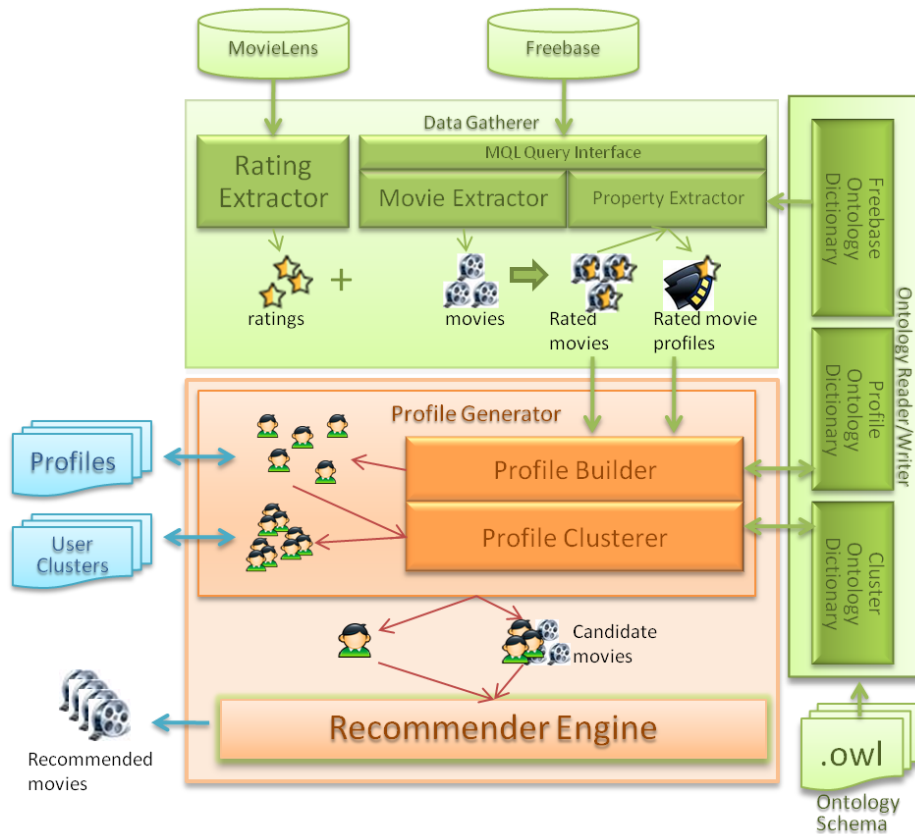 MovieLens
Freebase
Data Gatherer
Rating
Extractor
MQL Query Interface
Movie Extractor
Property Extractor
ratings
+
movies
Rated
movies
Rated movie
profiles
Freebase
Ontology
Dictionary
Profile
Ontology
Dictionary
Cluster
Ontology
Dictionary
Ontology Reader/Writer
Profile Generator
Profiles
User
Clusters
Profile Builder
Profile Clusterer
Candidate
movies
Recommender Engine
Recommended
movies
.owl
Ontology
Schema